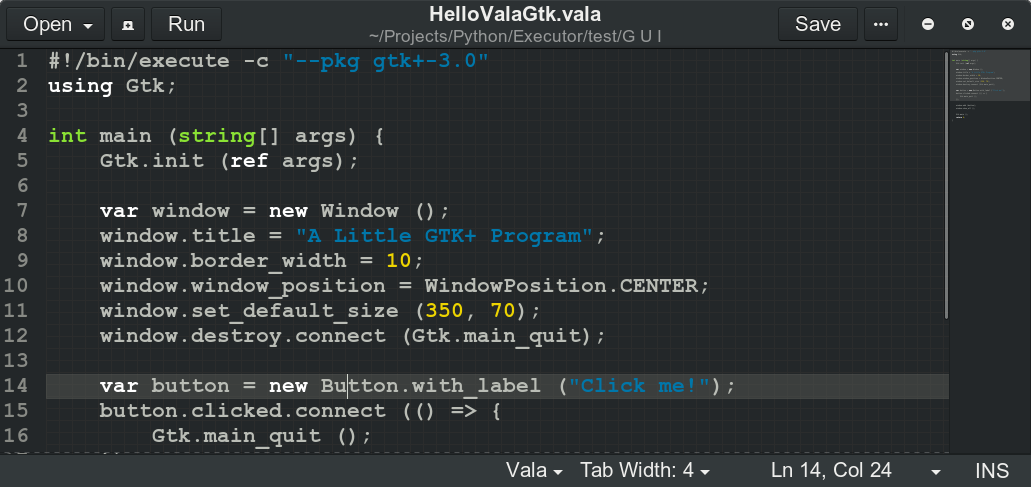 Open Run HelloValaGtk.vala Save ...
~/Projects/Python/Executor/test/G U I
1 #!/bin/execute -c "--pkg gtk+-3.0"
2 using Gtk;
3
4 int main (string[] args) {
5     Gtk.init (ref args);
6
7     var window = new Window ();
8     window.title = "A Little GTK+ Program";
9     window.border_width = 10;
10     window.window_position = WindowPosition.CENTER;
11     window.set_default_size (350, 70);
12     window.destroy.connect (Gtk.main_quit);
13
14     var button = new Button.with_label ("Click me!");
15     button.clicked.connect (() => {
16         Gtk.main_quit ();
Vala Tab Width: 4 Ln 14, Col 24 INS